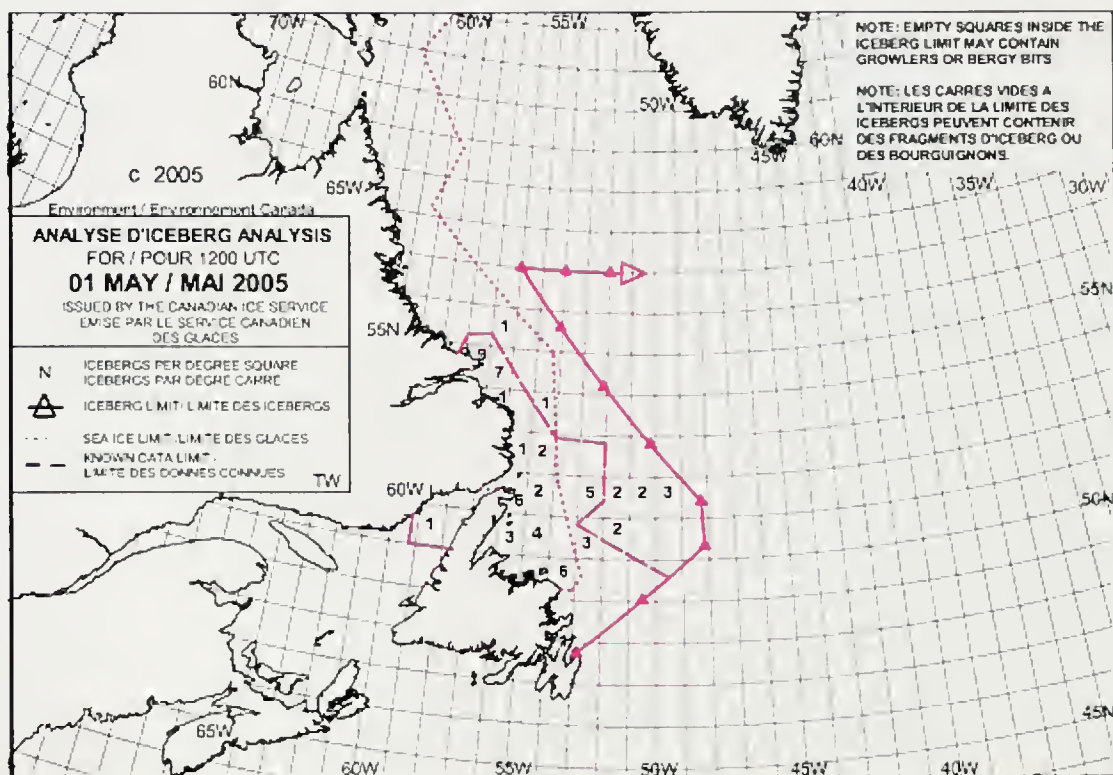 70W
60W
55W
NOTE: EMPTY SQUARES INSIDE THE
ICEBERG LIMIT MAY CONTAIN
GROWLERS OR BERGY BITS
60N
50W
NOTE: LES CARRES VIDES A
L'INTERIEUR DE LA LIMITE DES
ICEBERGS PEUVENT CONTENIR
DES FRAGMENTS D'ICEBERG OU
DES BOURGUIGNONS.
60N
45W
40W
35W
30W
c 2005
65W
Environment / Environnement Canada
ANALYSE D'ICEBERG ANALYSIS
FOR / POUR 1200 UTC
01 MAY / MAI 2005
ISSUED BY THE CANADIAN ICE SERVICE
EMISE PAR LE SERVICE CANADIEN
DES GLACES
N ICEBERGS PER DEGREE SQUARE
ICEBERGS PAR DEGRE CARRE
ICEBERG LIMIT/ LIMITE DES ICEBERGS
SEA ICE LIMIT/LIMITE DES GLACES
KNOWN DATA LIMIT-
LIMITE DES DONNES CONNUES
TW
55N
55N
1
9
7
1
1
1 2
60W
6 2 5 2 2 3
50N
1
3 4 3 2
6
65W
45N
60W
55W
50W
45W
40W